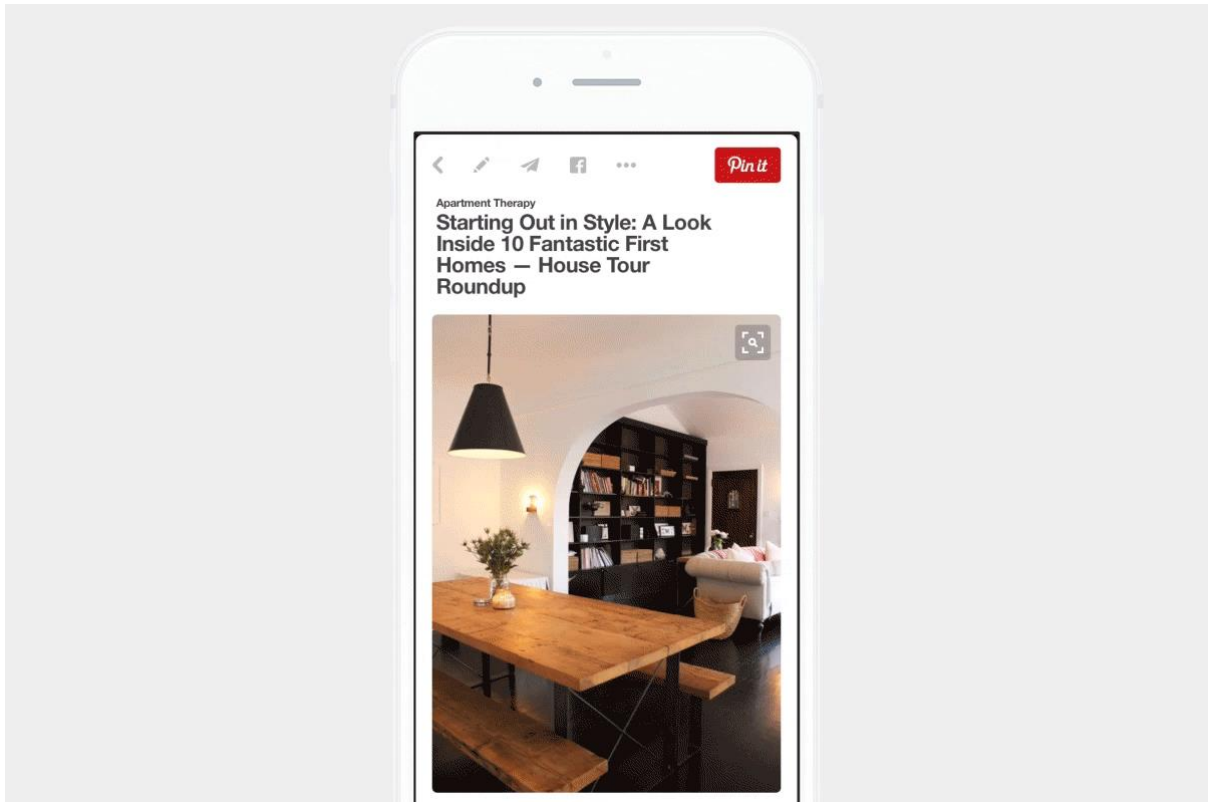 Pin it
Apartment Therapy
Starting Out in Style: A Look
Inside 10 Fantastic First
Homes — House Tour
Roundup